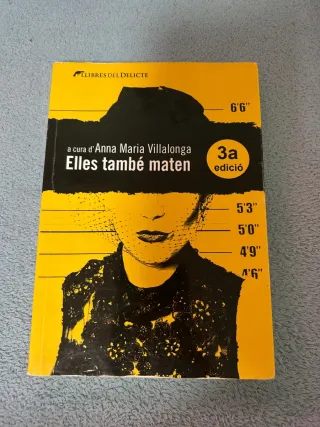 LLIBRES DEL DELICTE
a cura d'Anna Maria Villalonga
Elles també maten
3a
edició
6'6"
5'3"
5'0"
4'9"
4'6"